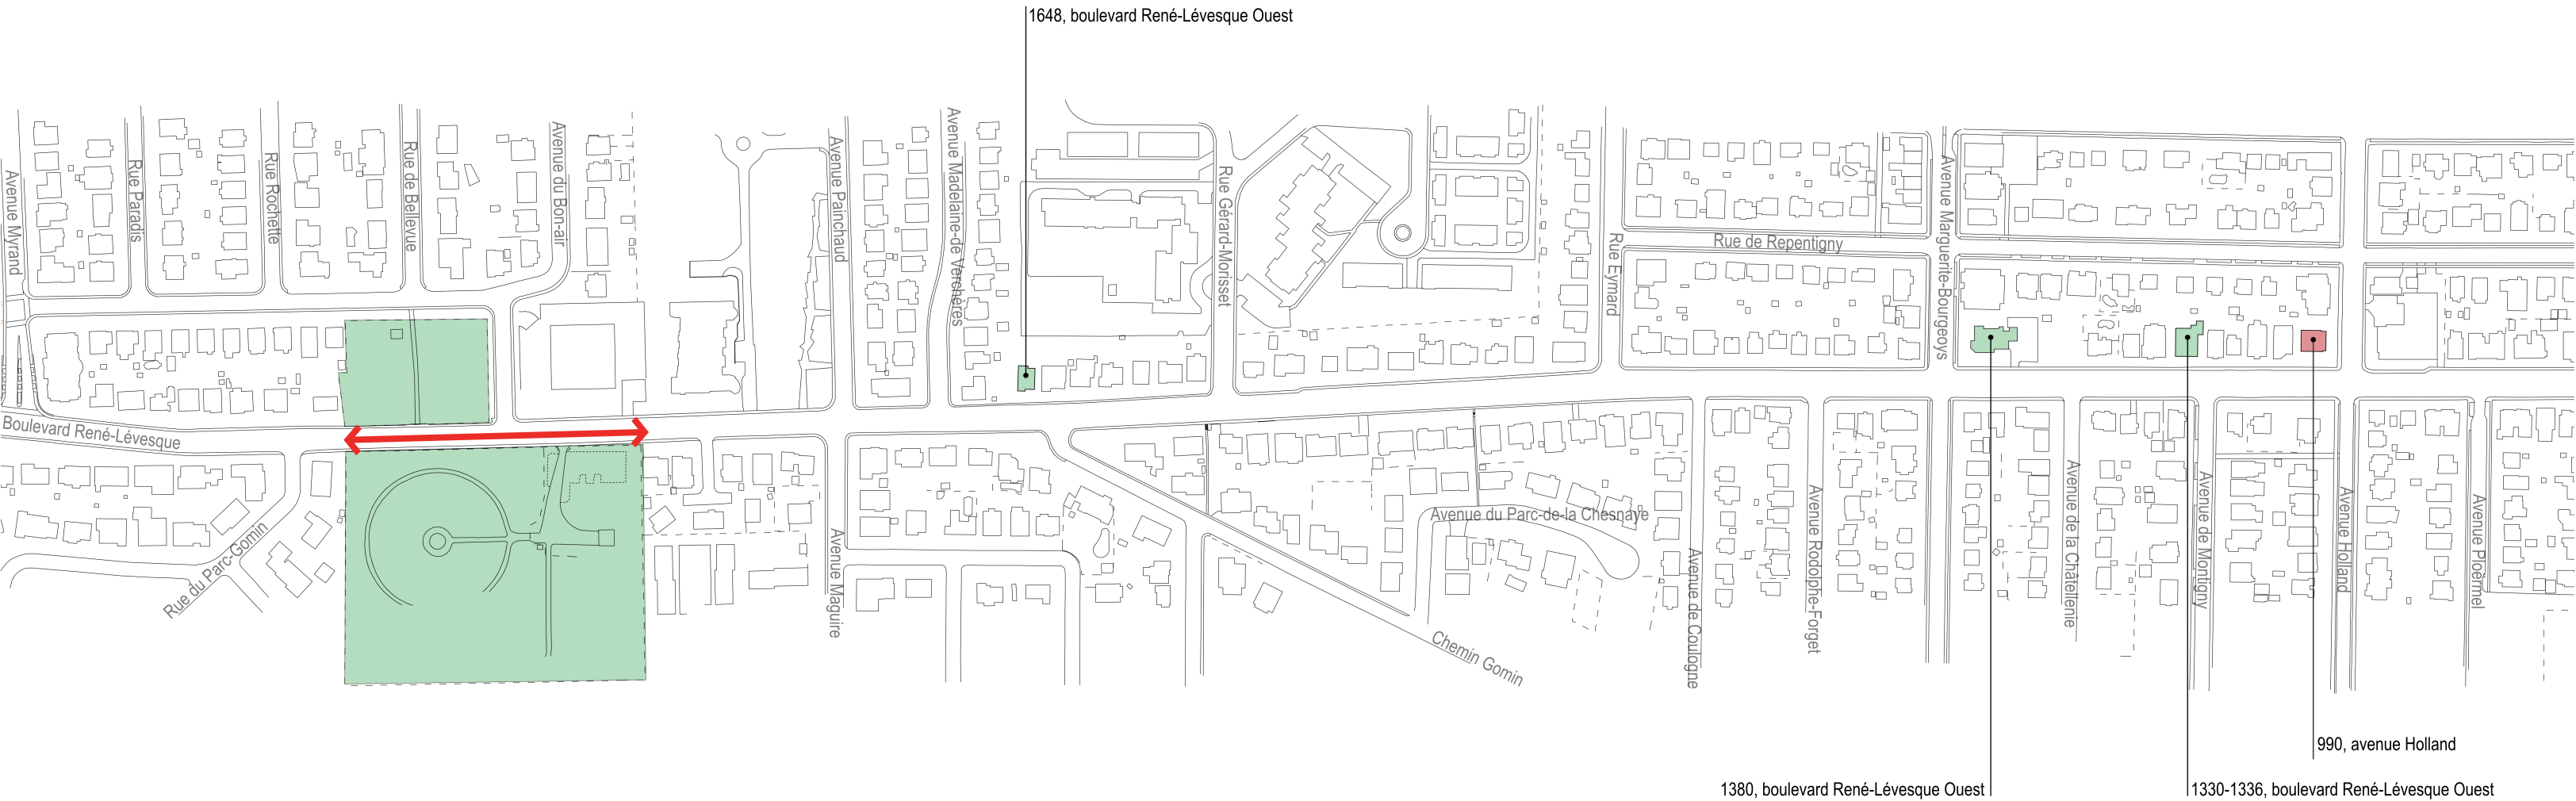 1648, boulevard René-Lévesque Ouest
Avenue Myrand
Rue Paradis
Rue Rochette
Rue de Bellevue
Avenue du Bon-air
Avenue Painchaud
Avenue Madelaine-de Verchères
Rue Gérard-Morisset
Rue Eymard
Rue de Repentigny
Avenue Marguerite-Bourgeoys
Boulevard René-Lévesque
Rue du Parc-Gomin
Avenue Maguire
Avenue du Parc-de-la Chesnaye
Chemin Gomin
Avenue de Coulogne
Avenue Rodolphe-Forget
Avenue de la Châtellenie
Avenue de Montigny
Avenue Holland
Avenue Ploërmel
990, avenue Holland
1380, boulevard René-Lévesque Ouest
1330-1336, boulevard René-Lévesque Ouest